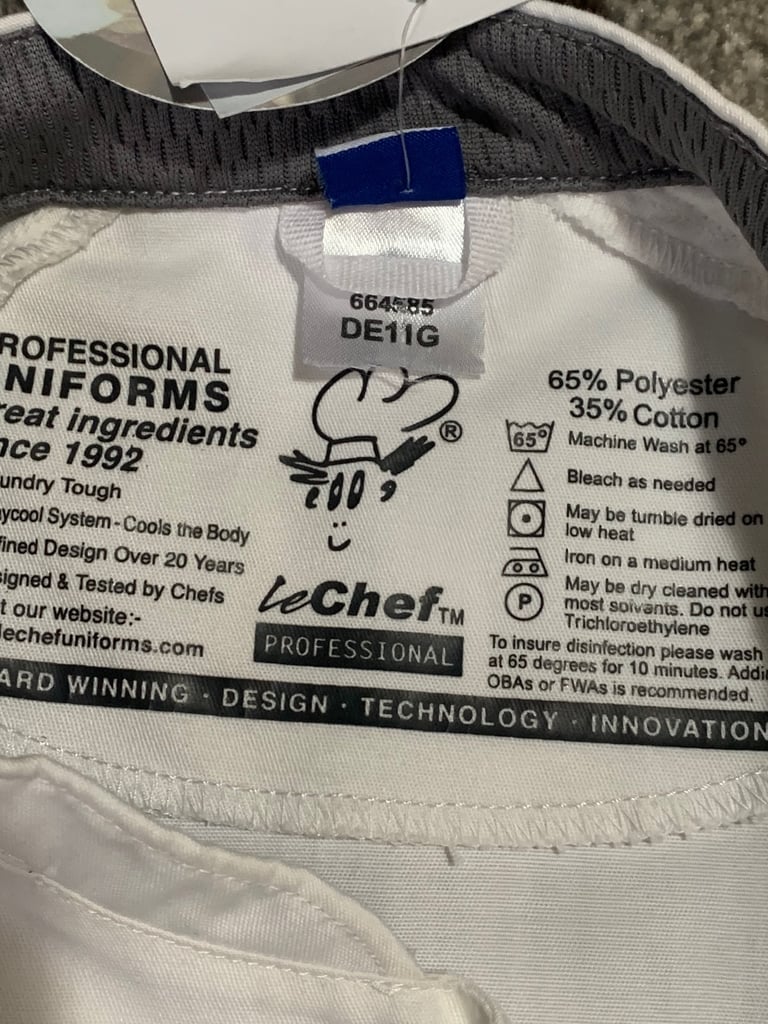 664585
DE11G
ROFESSIONAL
NIFORMS
reat ingredients
nce 1992
undry Tough
ycool System - Cools the Body
ined Design Over 20 Years
signed & Tested by Chefs
t our website:-
lechefuniforms.com
®
LeChef™
PROFESSIONAL
65% Polyester
35% Cotton
65° Machine Wash at 65°
Bleach as needed
May be tumble dried on
low heat
Iron on a medium heat
P
May be dry cleaned with
most solvants. Do not us
Trichloroethylene
To insure disinfection please wash
at 65 degrees for 10 minutes. Addi
OBAs or FWAs is recommended.
ARD WINNING · DESIGN · TECHNOLOGY · INNOVATION